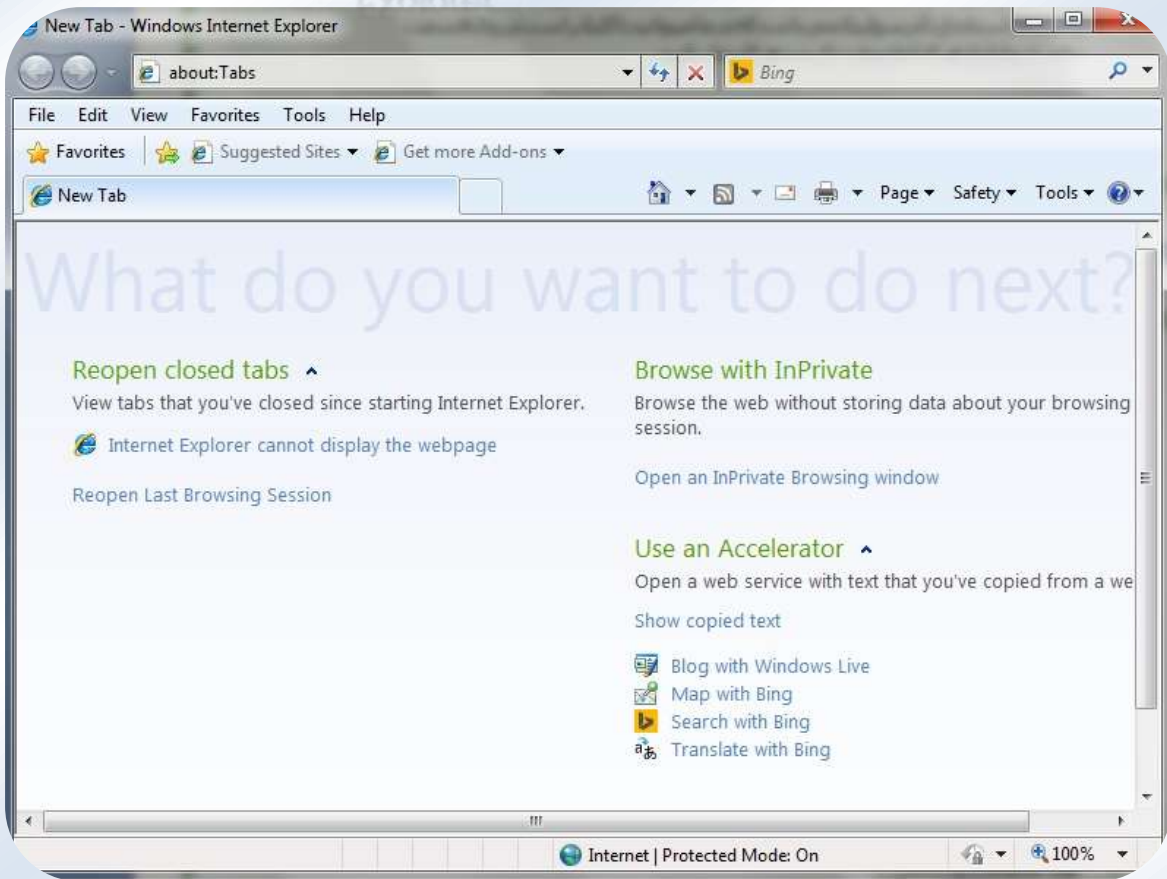 New Tab - Windows Internet Explorer
about:Tabs
Bing
File Edit View Favorites Tools Help
Favorites Suggested Sites Get more Add-ons
New Tab
Page Safety Tools
What do you want to do next?
Reopen closed tabs
View tabs that you've closed since starting Internet Explorer.
Internet Explorer cannot display the webpage
Reopen Last Browsing Session
Browse with InPrivate
Browse the web without storing data about your browsing
session.
Open an InPrivate Browsing window
Use an Accelerator
Open a web service with text that you've copied from a we
Show copied text
Blog with Windows Live
Map with Bing
Search with Bing
Translate with Bing
Internet | Protected Mode: On
100%